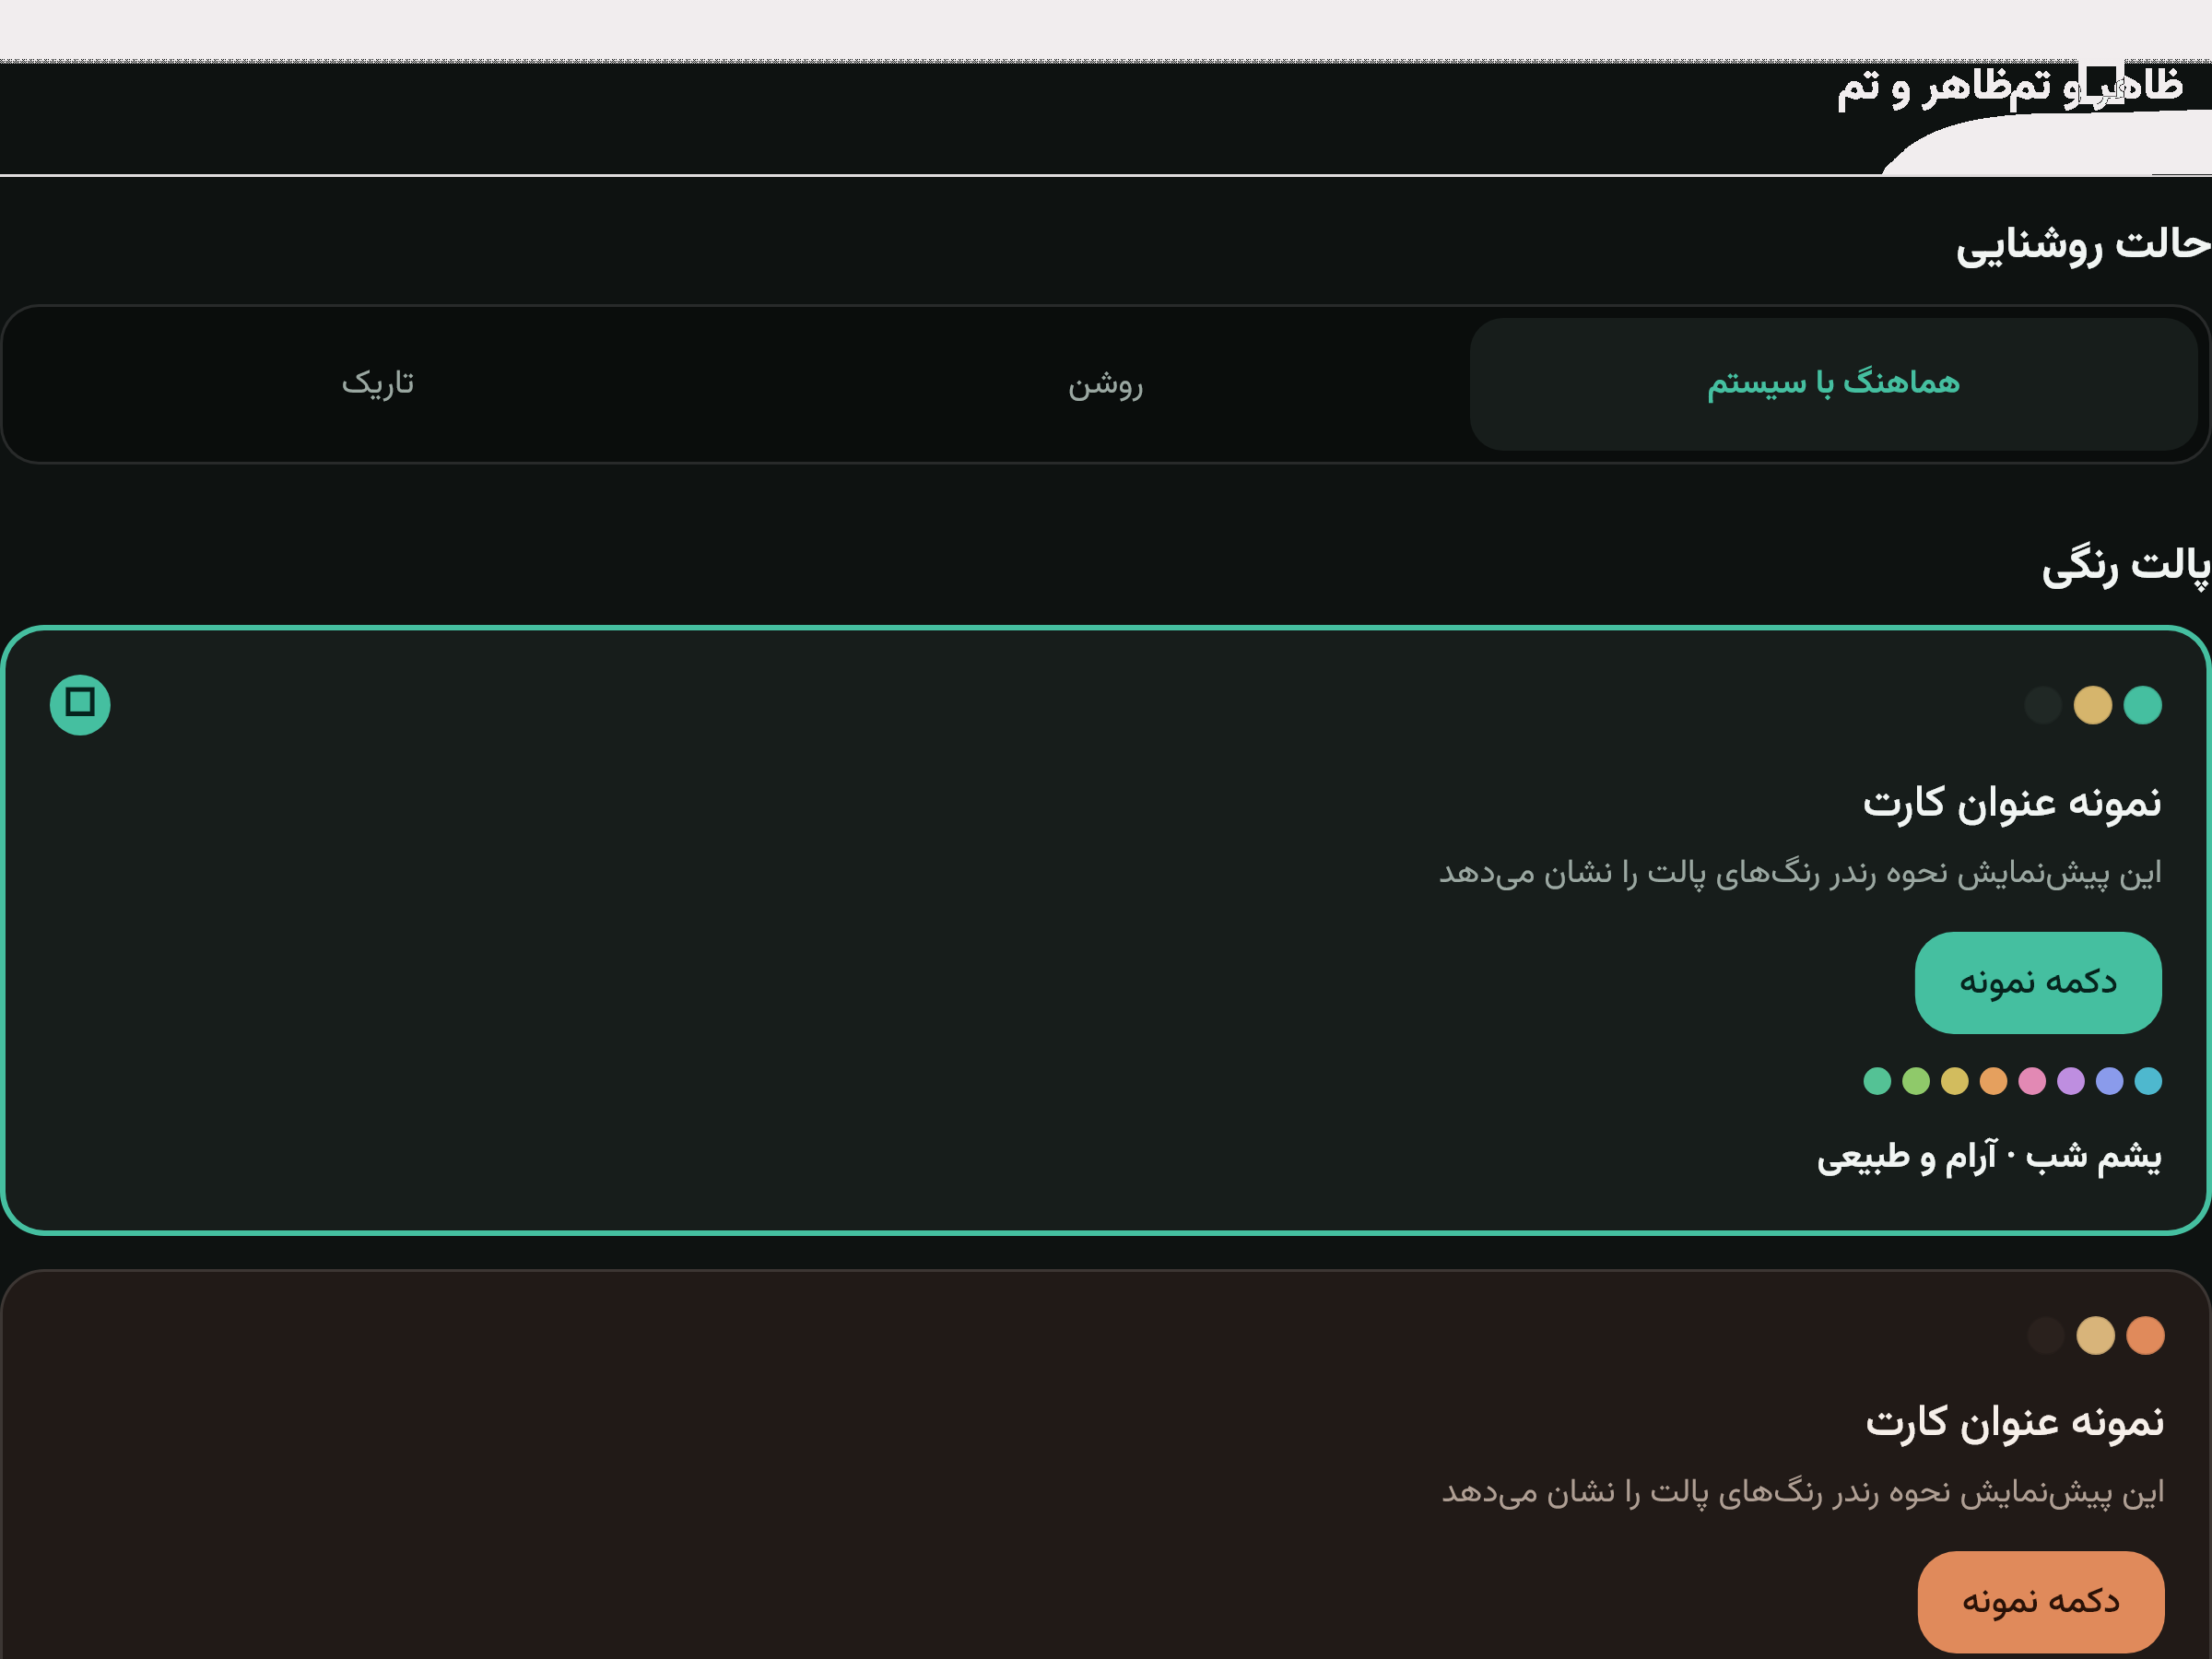 ظاهر و تم ظاهر و تم
حالت روشنایی
هماهنگ با سیستم روشن تاریک
پالت رنگی
نمونه عنوان کارت
این پیش‌نمایش نحوه رندر رنگ‌های پالت را نشان می‌دهد
دکمه نمونه
یشم شب · آرام و طبیعی
نمونه عنوان کارت
این پیش‌نمایش نحوه رندر رنگ‌های پالت را نشان می‌دهد
دکمه نمونه